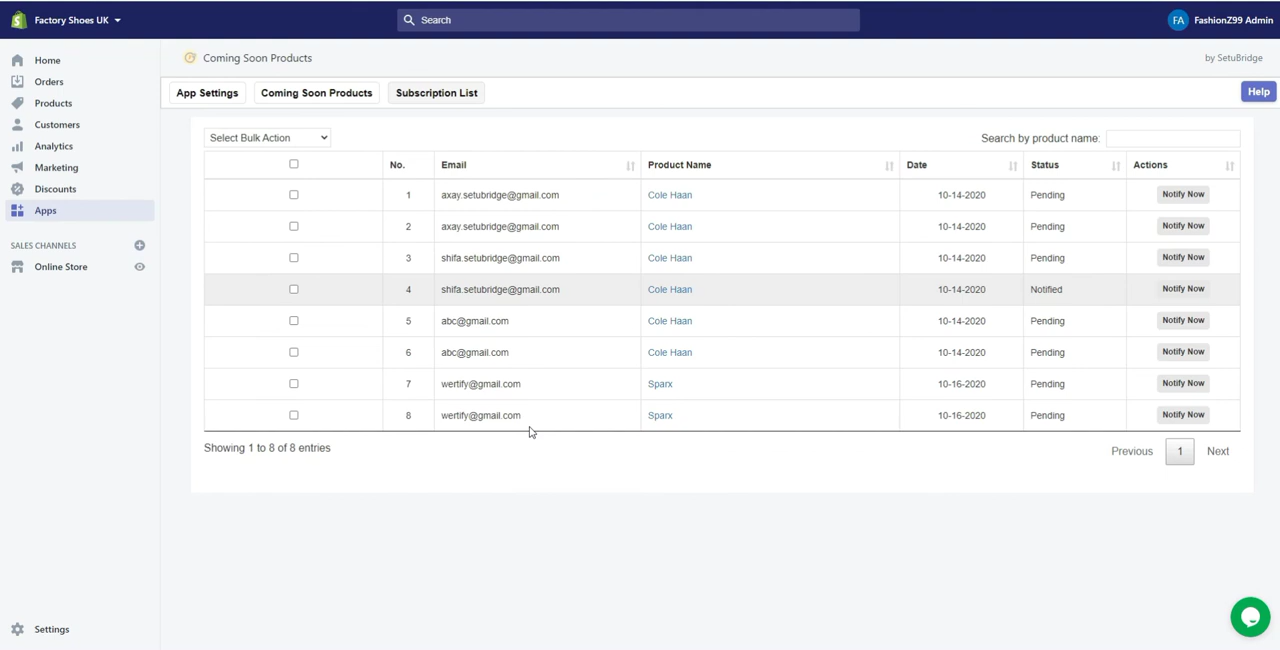 Factory Shoes UK
Search
FA FashionZ99 Admin
Home
Orders
Products
Customers
Analytics
Marketing
Discounts
Apps
SALES CHANNELS
Online Store
Settings
Coming Soon Products
by SetuBridge
App Settings Coming Soon Products Subscription List
Help
Select Bulk Action Search by product name:
No. Email Product Name Date Status Actions
1 axay.setubridge@gmail.com Cole Haan 10-14-2020 Pending Notify Now
2 axay.setubridge@gmail.com Cole Haan 10-14-2020 Pending Notify Now
3 shifa.setubridge@gmail.com Cole Haan 10-14-2020 Pending Notify Now
4 shifa.setubridge@gmail.com Cole Haan 10-14-2020 Notified Notify Now
5 abc@gmail.com Cole Haan 10-14-2020 Pending Notify Now
6 abc@gmail.com Cole Haan 10-14-2020 Pending Notify Now
7 wertify@gmail.com Sparx 10-16-2020 Pending Notify Now
8 wertify@gmail.com Sparx 10-16-2020 Pending Notify Now
Showing 1 to 8 of 8 entries
Previous 1 Next